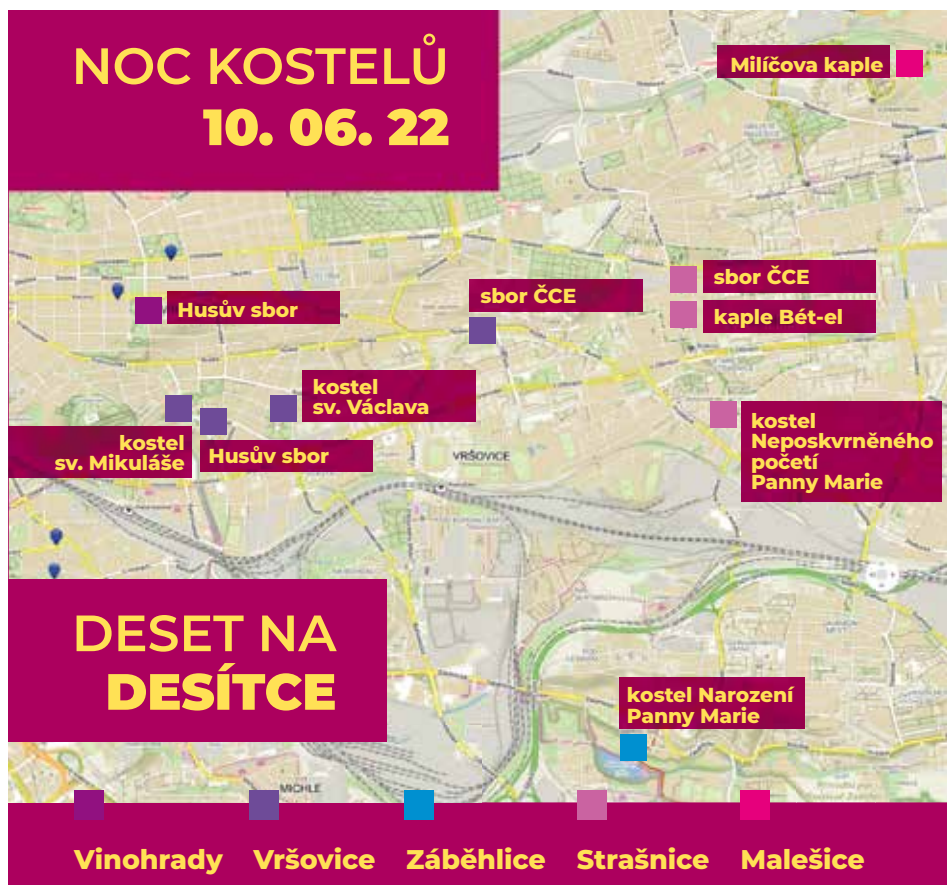 NOC KOSTELŮ
10. 06. 22
Milíčova kaple
sbor ČCE
kaple Bét-el
sbor ČCE
Husův sbor
kostel
sv. Václava
kostel
sv. Mikuláše
Husův sbor
kostel
Neposkvrněného
početí
Panny Marie
VRŠOVICE
DESET NA
DESÍTCE
kostel Narození
Panny Marie
MICHLE
Vinohrady
Vršovice
Záběhlice
Strašnice
Malešice